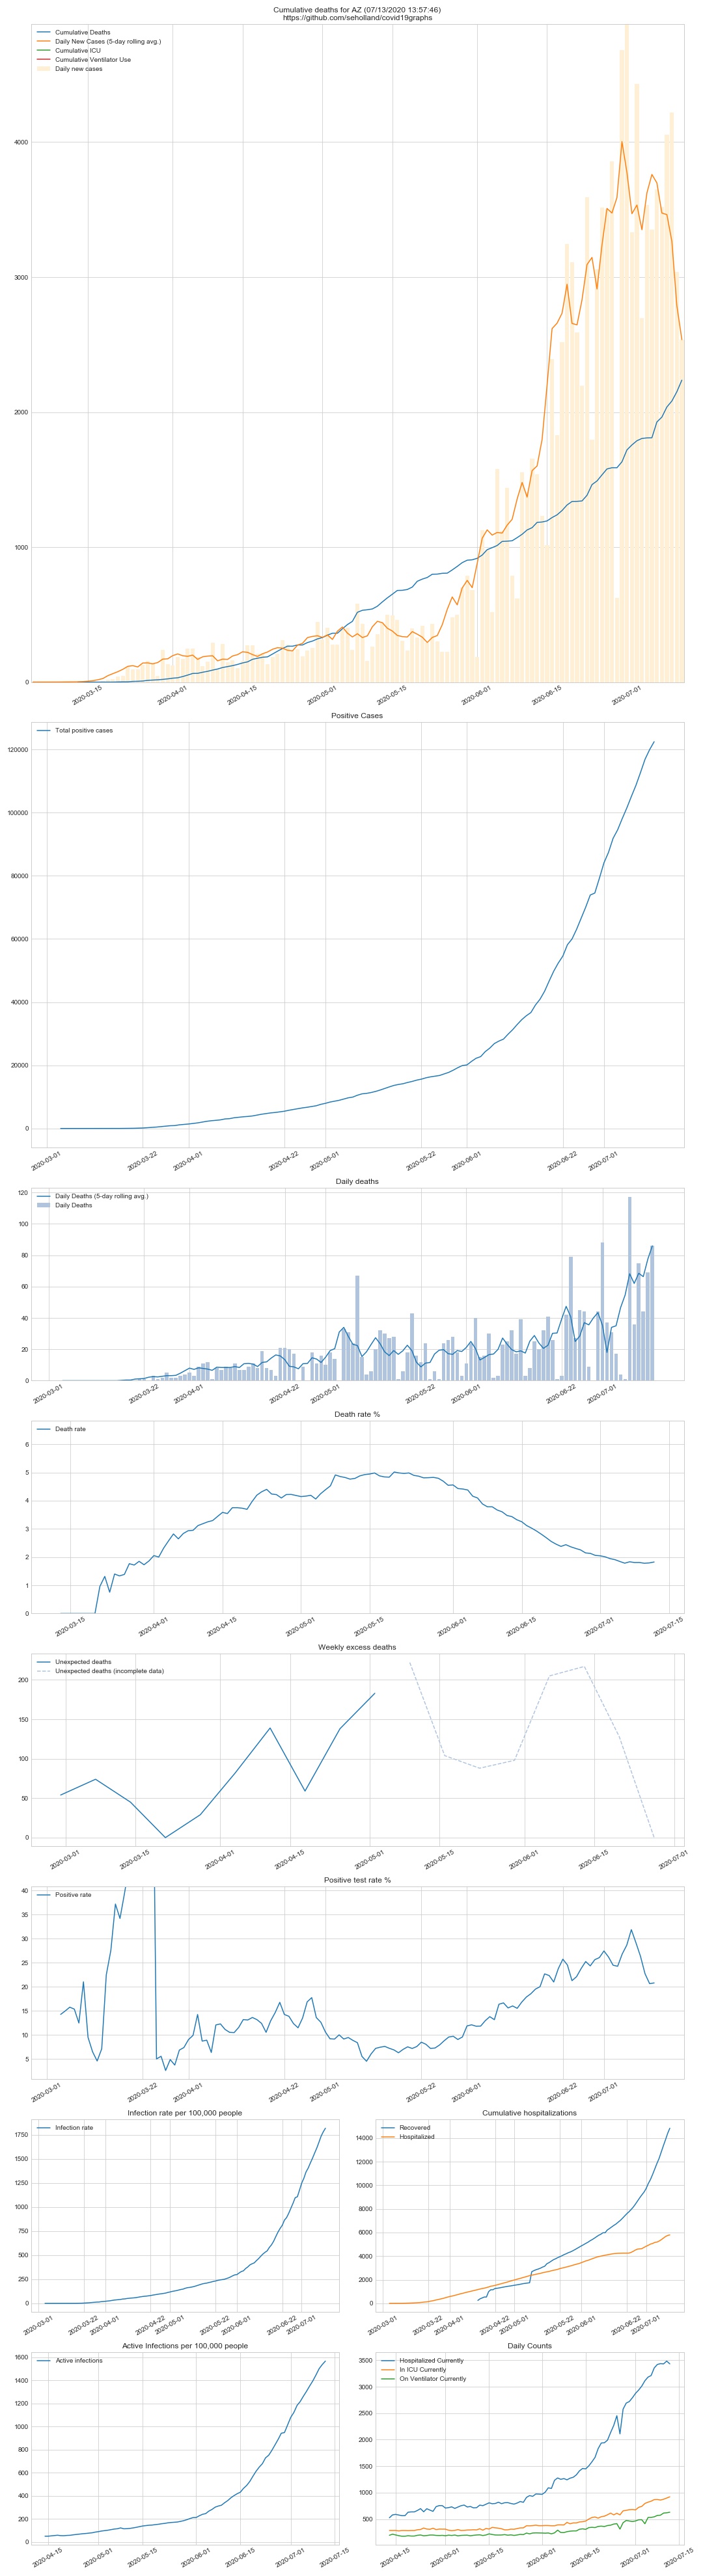 Cumulative deaths for AZ (07/13/2020 13:57:46)
https://github.com/seholland/covid19graphs
Cumulative Deaths
Daily New Cases (5-day rolling avg.)
Cumulative ICU
Cumulative Ventilator Use
Daily new cases
4000
3000
2000
1000
0
2020-03-15 2020-04-01 2020-04-15 2020-05-01 2020-05-15 2020-06-01 2020-06-15 2020-07-01
Positive Cases
Total positive cases
120000
100000
80000
60000
40000
20000
0
2020-03-01 2020-03-22 2020-04-01 2020-04-22 2020-05-01 2020-05-22 2020-06-01 2020-06-22 2020-07-01
Daily deaths
Daily Deaths (5-day rolling avg.)
Daily Deaths
120
100
80
60
40
20
0
2020-03-01 2020-03-22 2020-04-01 2020-04-22 2020-05-01 2020-05-22 2020-06-01 2020-06-22 2020-07-01
Death rate %
Death rate
6
5
4
3
2
1
0
2020-03-15 2020-04-01 2020-04-15 2020-05-01 2020-05-15 2020-06-01 2020-06-15 2020-07-01 2020-07-15
Weekly excess deaths
Unexpected deaths
Unexpected deaths (incomplete data)
200
150
100
50
0
2020-03-01 2020-03-15 2020-04-01 2020-04-15 2020-05-01 2020-05-15 2020-06-01 2020-06-15 2020-07-01
Positive test rate %
Positive rate
40
35
30
25
20
15
10
5
2020-03-01 2020-03-22 2020-04-01 2020-04-22 2020-05-01 2020-05-22 2020-06-01 2020-06-22 2020-07-01
Infection rate per 100,000 people
Infection rate
1750
1500
1250
1000
750
500
250
0
2020-03-01 2020-03-22 2020-04-01 2020-04-22 2020-05-01 2020-05-22 2020-06-01 2020-06-22 2020-07-01
Cumulative hospitalizations
Recovered
Hospitalized
14000
12000
10000
8000
6000
4000
2000
0
2020-03-01 2020-03-22 2020-04-01 2020-04-22 2020-05-01 2020-05-22 2020-06-01 2020-06-22 2020-07-01
Active Infections per 100,000 people
Active infections
1600
1400
1200
1000
800
600
400
200
0
2020-04-15 2020-05-01 2020-05-15 2020-06-01 2020-06-15 2020-07-01 2020-07-15
Daily Counts
Hospitalized Currently
In ICU Currently
On Ventilator Currently
3500
3000
2500
2000
1500
1000
500
2020-04-15 2020-05-01 2020-05-15 2020-06-01 2020-06-15 2020-07-01 2020-07-15